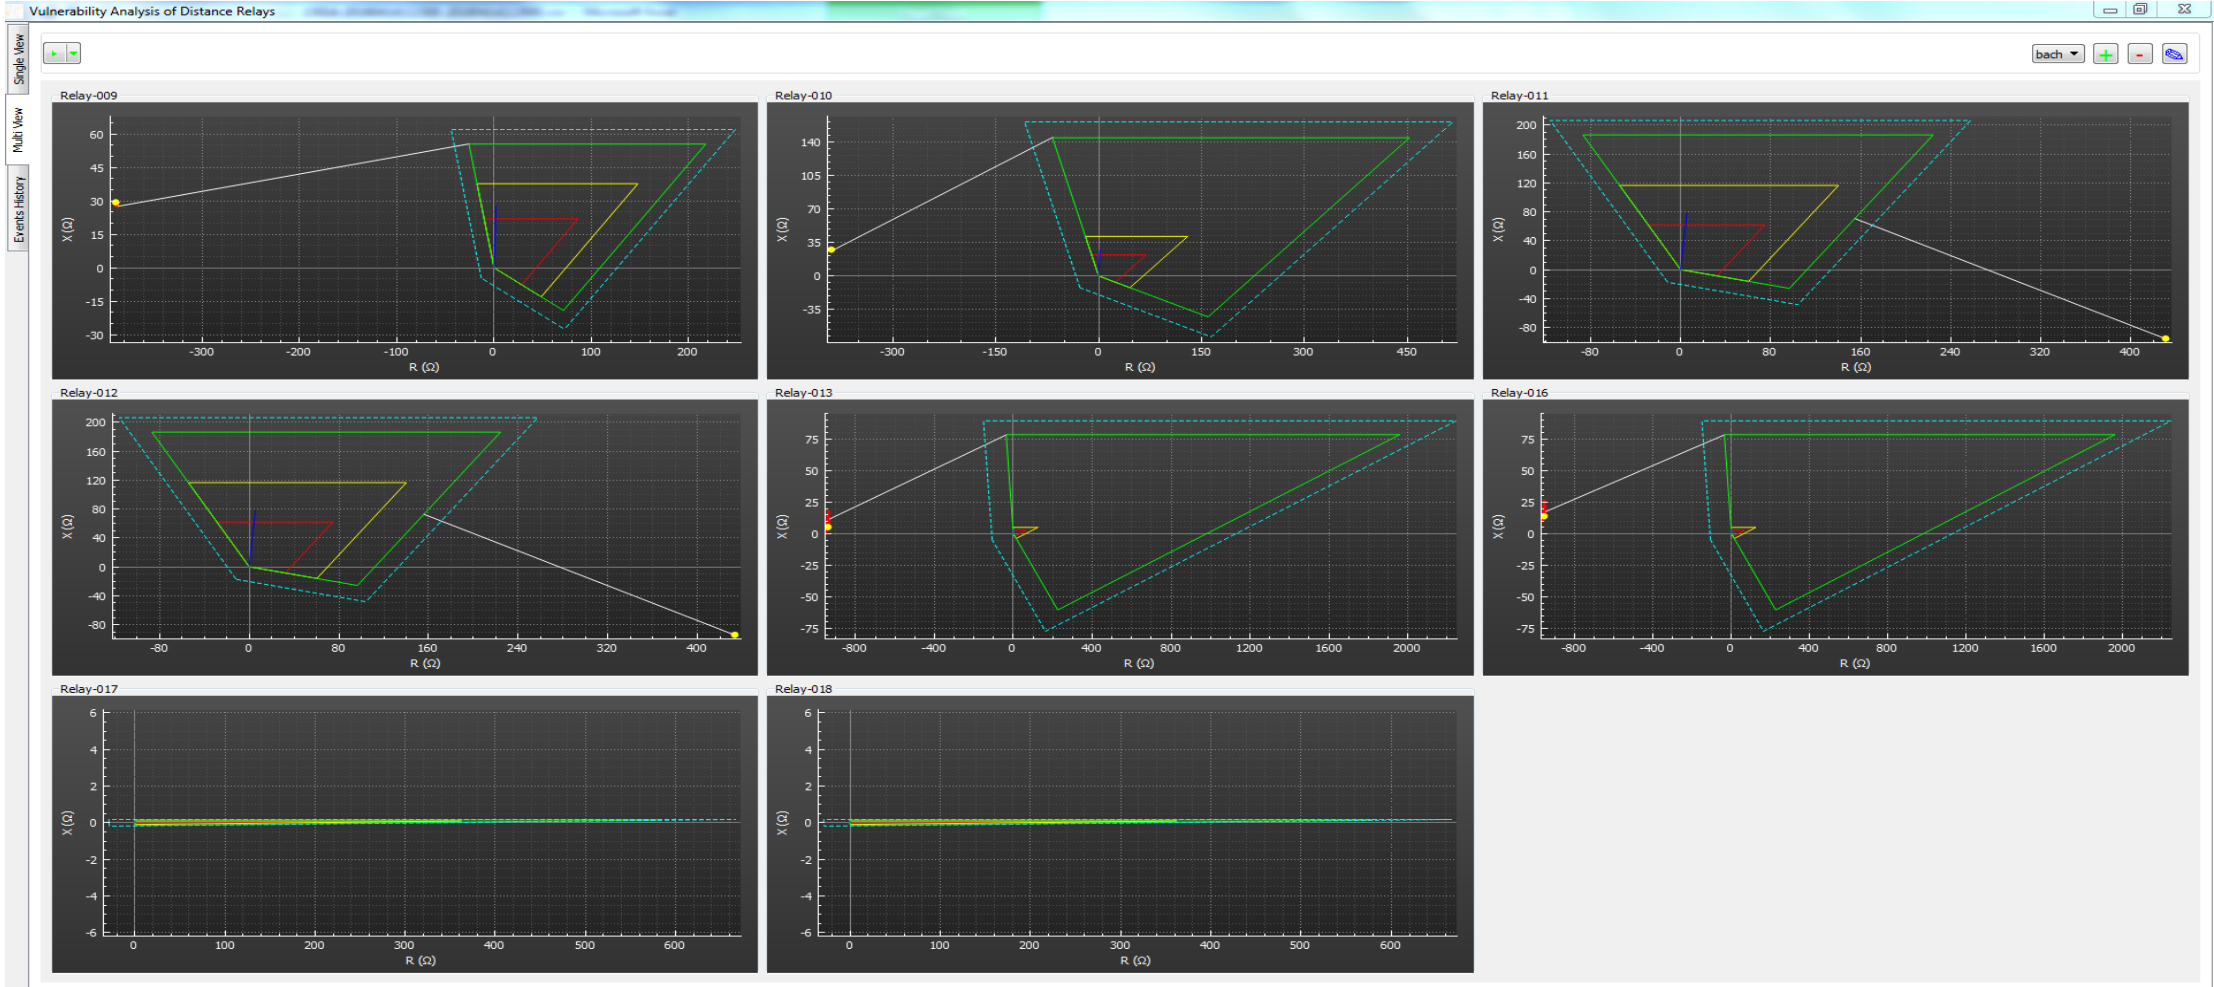 Vulnerability Analysis of Distance Relays
Single View
Multi View
Events History
bach
Relay-009
60
45
30
15
0
-15
-30
X (Ω)
-300 -200 -100 0 100 200
R (Ω)
Relay-010
140
105
70
35
0
-35
X (Ω)
-300 -150 0 150 300 450
R (Ω)
Relay-011
200
160
120
80
40
0
-40
-80
X (Ω)
-80 0 80 160 240 320 400
R (Ω)
Relay-012
200
160
120
80
40
0
-40
-80
X (Ω)
-80 0 80 160 240 320 400
R (Ω)
Relay-013
75
50
25
0
-25
-50
-75
X (Ω)
-800 -400 0 400 800 1200 1600 2000
R (Ω)
Relay-016
75
50
25
0
-25
-50
-75
X (Ω)
-800 -400 0 400 800 1200 1600 2000
R (Ω)
Relay-017
6
4
2
0
-2
-4
-6
X (Ω)
0 100 200 300 400 500 600
R (Ω)
Relay-018
6
4
2
0
-2
-4
-6
X (Ω)
0 100 200 300 400 500 600
R (Ω)